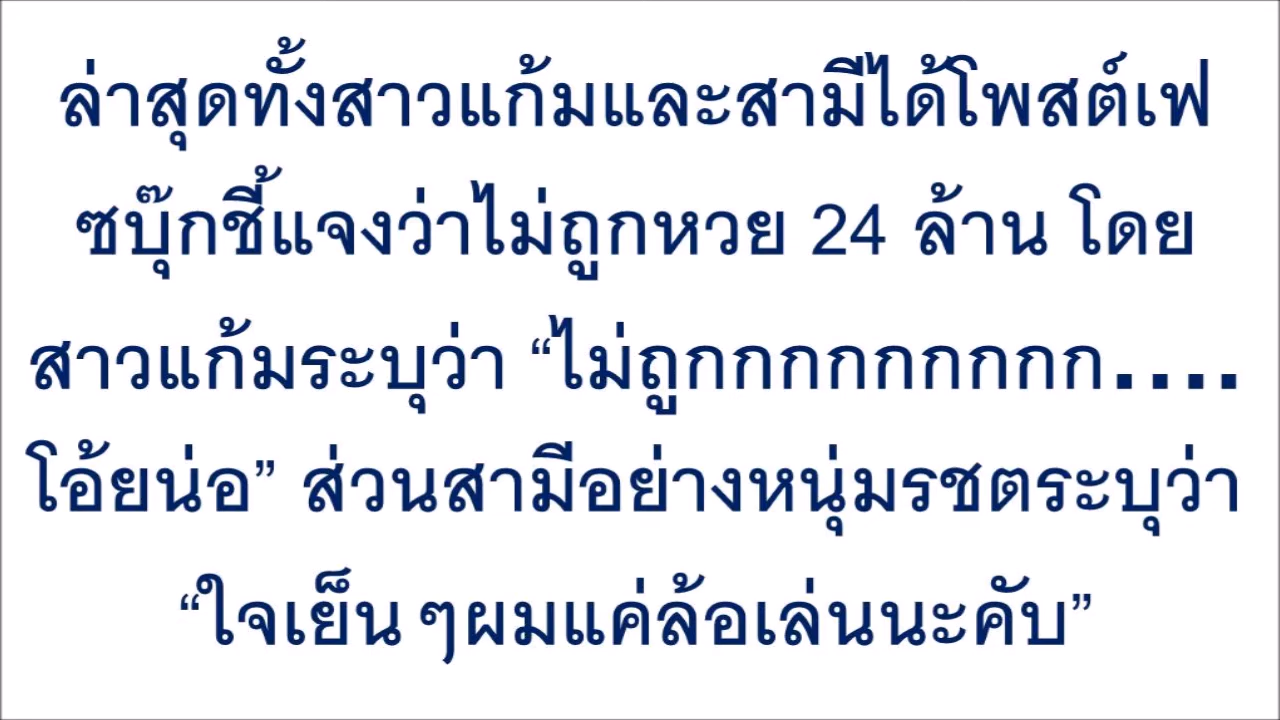 ล่าสุดทั้งสาวแก้มและสามีได้โพสต์เฟ
ซบุ๊กชี้แจงว่าไม่ถูกหวย 24 ล้าน โดย
สาวแก้มระบุว่า “ไม่ถูกกกกกกกกกก....
โอ้ยน่อ” ส่วนสามีอย่างหนุ่มรชตระบุว่า
“ใจเย็นๆผมแค่ล้อเล่นนะคับ”